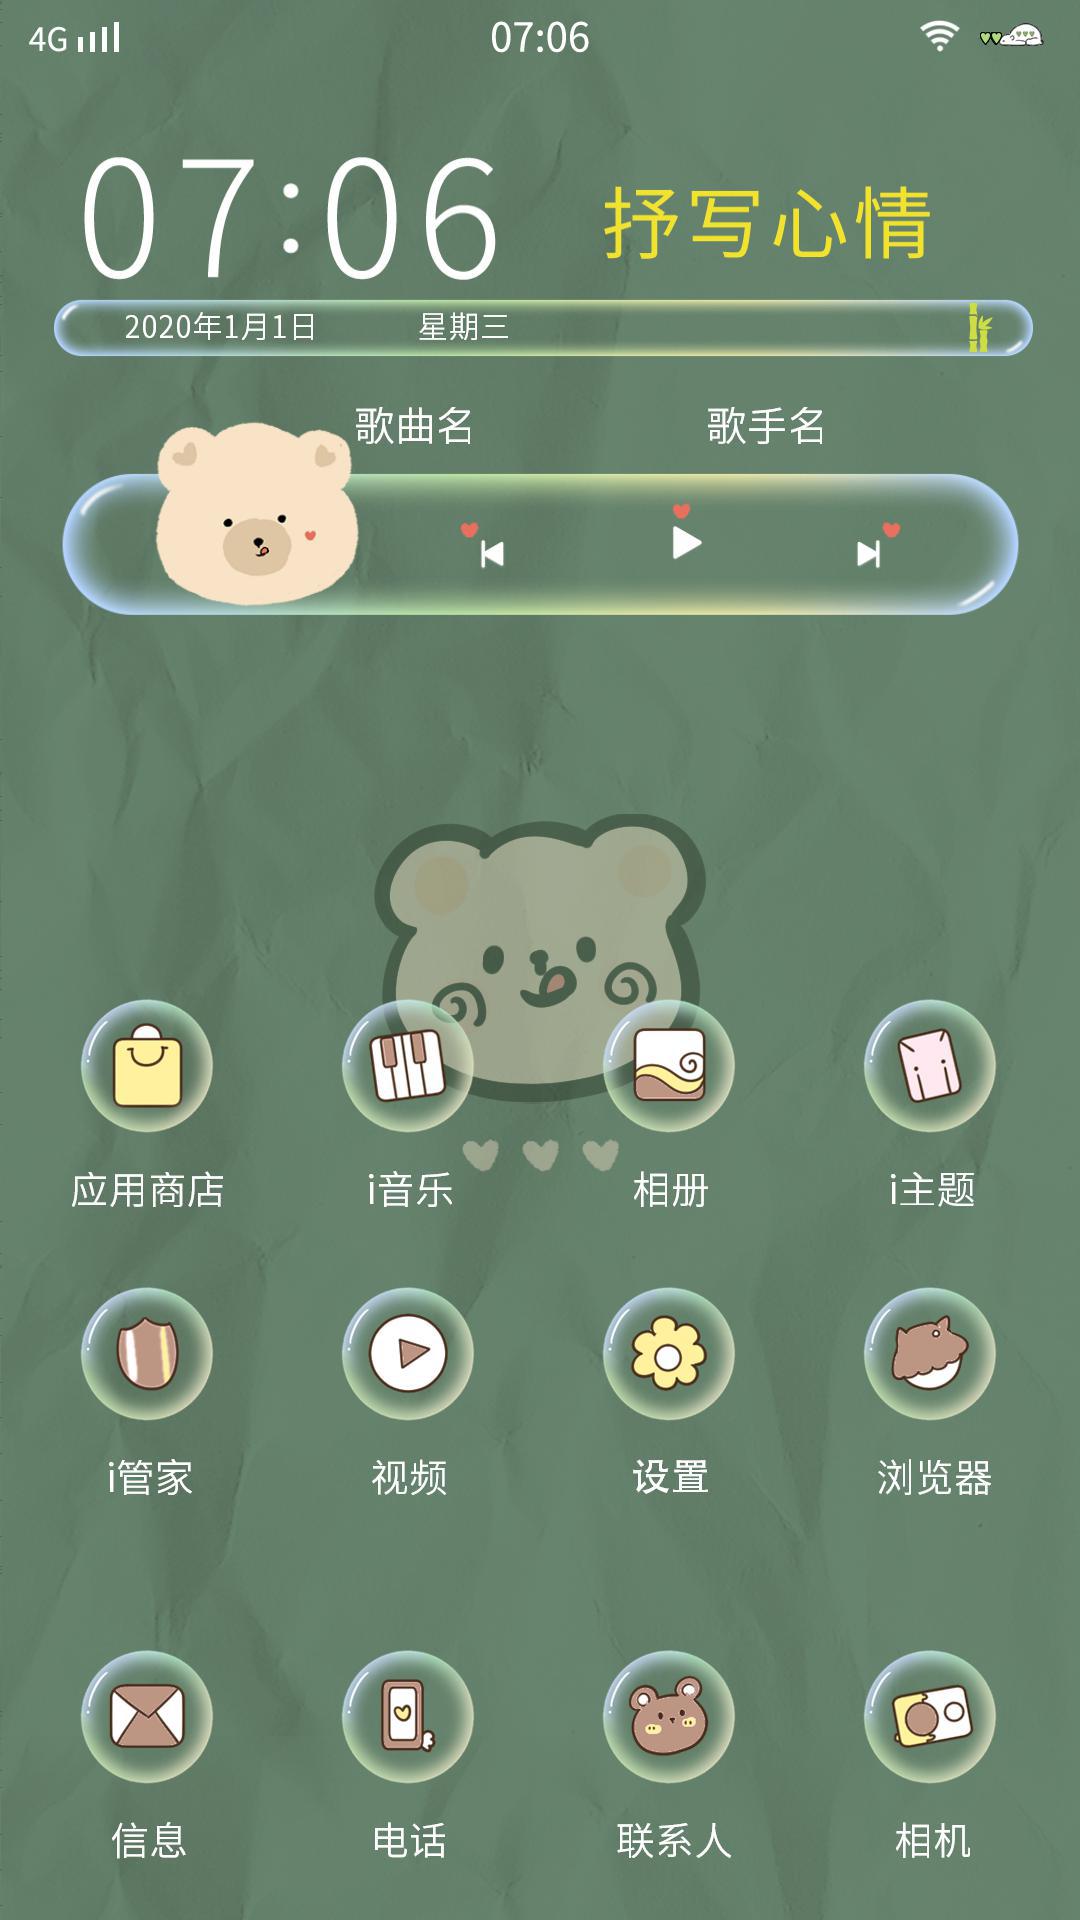 4G 07:06
07:06 抒写心情
2020年1月1日 星期三
歌曲名 歌手名
应用商店 i音乐 相册 i主题
i管家 视频 设置 浏览器
信息 电话 联系人 相机